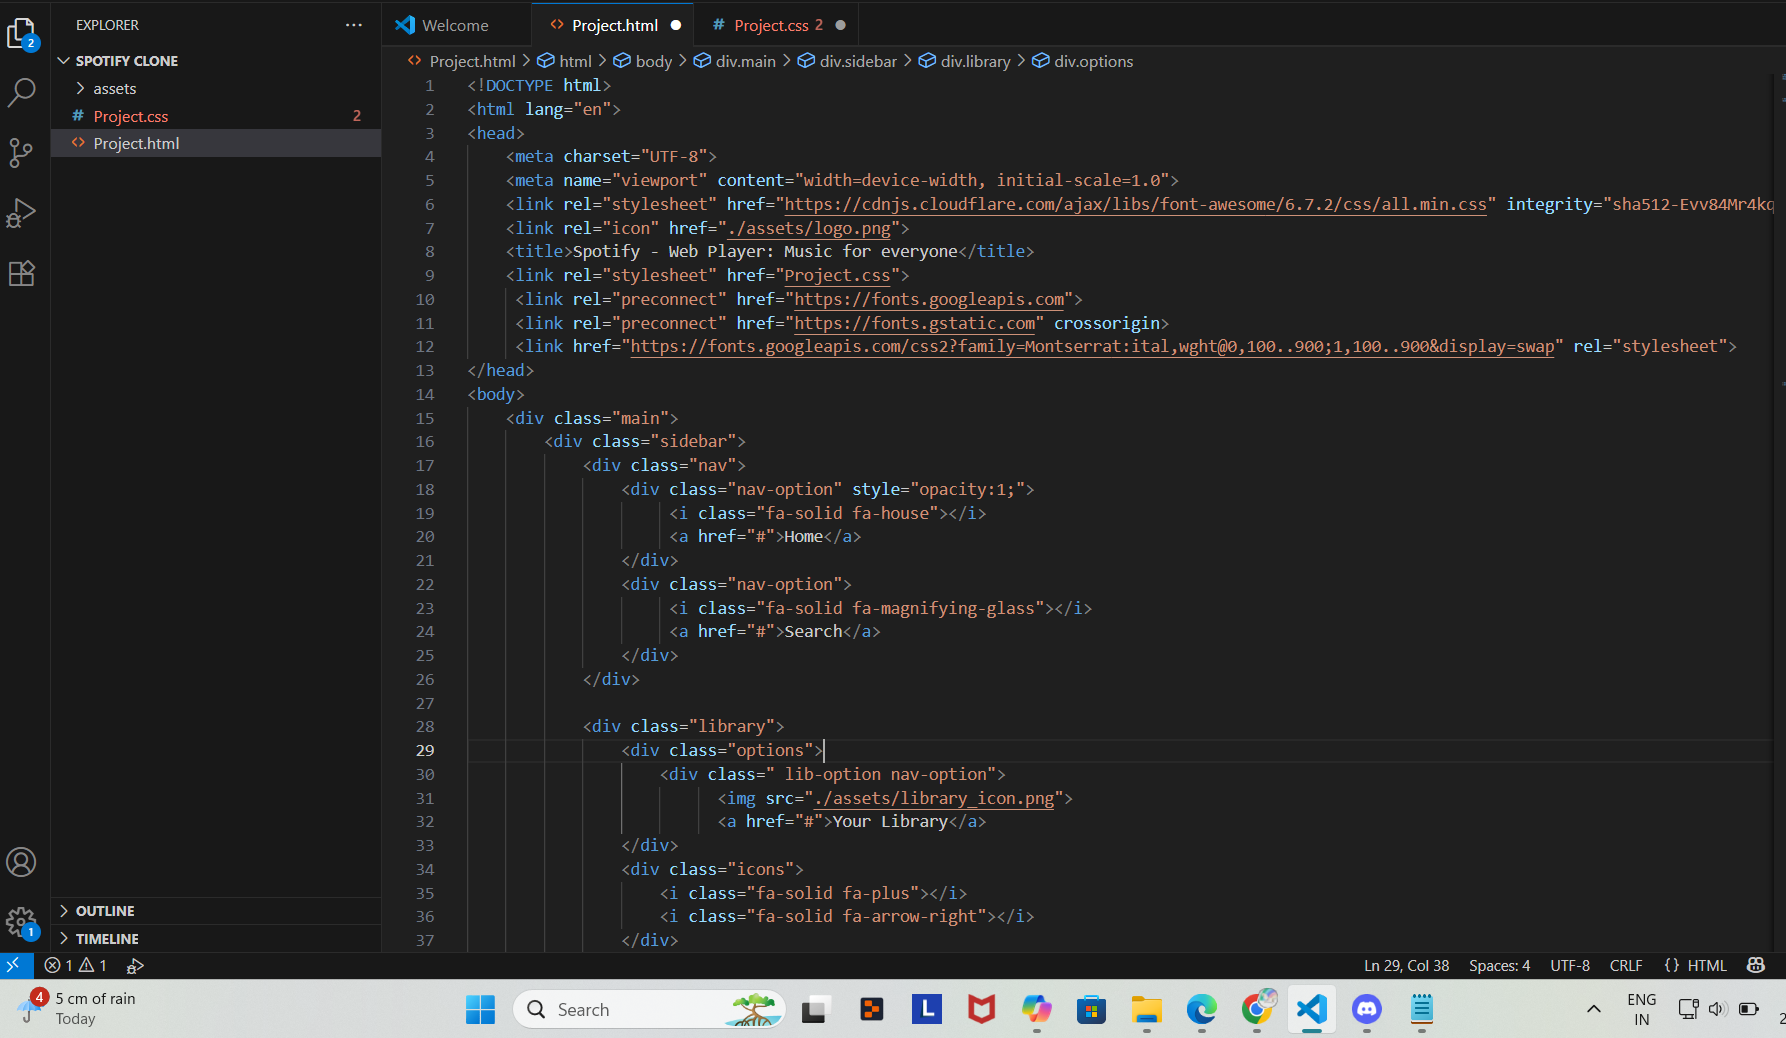 EXPLORER
···
2
SPOTIFY CLONE
assets
# Project.css 2
<> Project.html
Welcome
<> Project.html ●
# Project.css 2 ●
<> Project.html > html > body > div.main > div.sidebar > div.library > div.options
1 <!DOCTYPE html>
2 <html lang="en">
3 <head>
4 <meta charset="UTF-8">
5 <meta name="viewport" content="width=device-width, initial-scale=1.0">
6 <link rel="stylesheet" href="https://cdnjs.cloudflare.com/ajax/libs/font-awesome/6.7.2/css/all.min.css" integrity="sha512-Evv84Mr4kq
7 <link rel="icon" href="./assets/logo.png">
8 <title>Spotify - Web Player: Music for everyone</title>
9 <link rel="stylesheet" href="Project.css">
10 <link rel="preconnect" href="https://fonts.googleapis.com">
11 <link rel="preconnect" href="https://fonts.gstatic.com" crossorigin>
12 <link href="https://fonts.googleapis.com/css2?family=Montserrat:ital,wght@0,100..900;1,100..900&display=swap" rel="stylesheet">
13 </head>
14 <body>
15 <div class="main">
16 <div class="sidebar">
17 <div class="nav">
18 <div class="nav-option" style="opacity:1;">
19 <i class="fa-solid fa-house"></i>
20 <a href="#">Home</a>
21 </div>
22 <div class="nav-option">
23 <i class="fa-solid fa-magnifying-glass"></i>
24 <a href="#">Search</a>
25 </div>
26 </div>
27
28 <div class="library">
29 <div class="options">
30 <div class=" lib-option nav-option">
31 <img src="./assets/library_icon.png">
32 <a href="#">Your Library</a>
33 </div>
34 <div class="icons">
35 <i class="fa-solid fa-plus"></i>
36 <i class="fa-solid fa-arrow-right"></i>
37 </div>
1
OUTLINE
TIMELINE
1 1
Ln 29, Col 38 Spaces: 4 UTF-8 CRLF {} HTML
4
5 cm of rain
Today
Search
L
ENG
IN
2